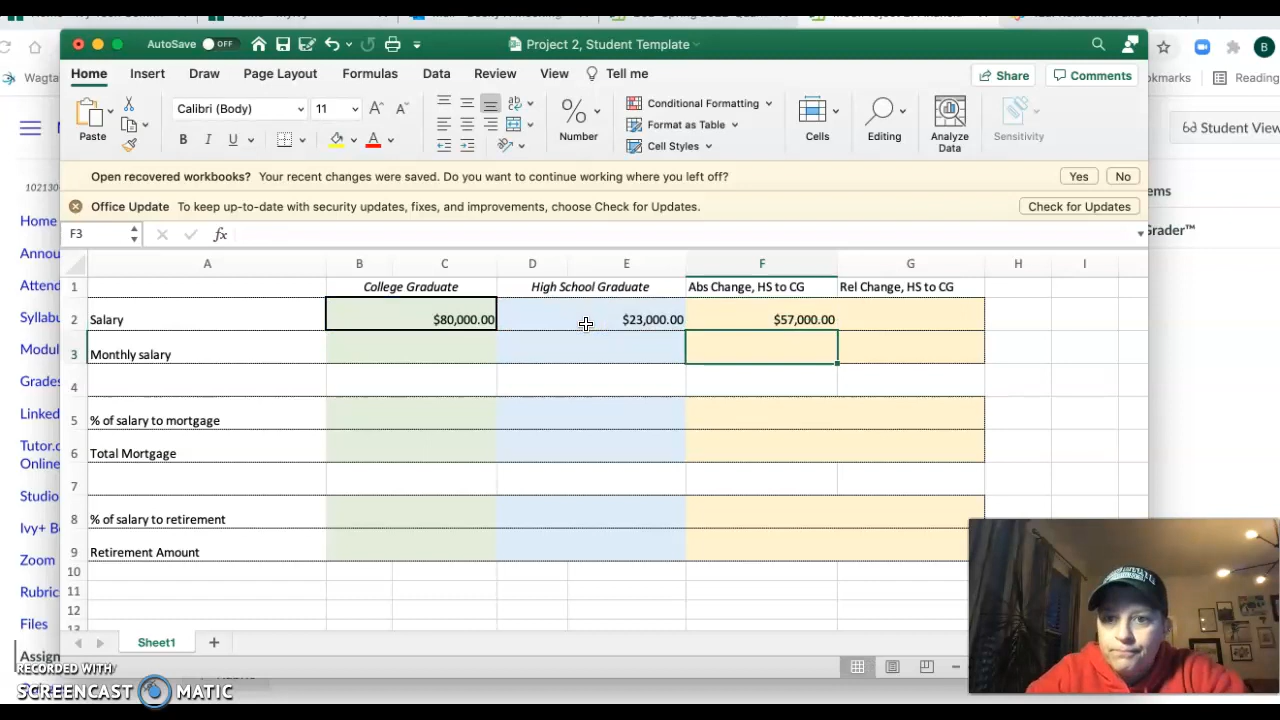 AutoSave OFF Project 2, Student Template
Home Insert Draw Page Layout Formulas Data Review View Tell me Share Comments
Wagta
Paste
Calibri (Body) 11
B I U A
Number
Conditional Formatting
Format as Table
Cell Styles
Cells
Editing
Analyze
Data
Sensitivity
B
okmarks Reading
Student View
Open recovered workbooks? Your recent changes were saved. Do you want to continue working where you left off? Yes No
Office Update To keep up-to-date with security updates, fixes, and improvements, choose Check for Updates. Check for Updates
F3 fx
A B C D E F G H I
1 College Graduate High School Graduate Abs Change, HS to CG Rel Change, HS to CG
2 Salary $80,000.00 $23,000.00 $57,000.00
3 Monthly salary
4
5 % of salary to mortgage
6 Total Mortgage
7
8 % of salary to retirement
9 Retirement Amount
10
11
12
13
Sheet1
102130
Home
Annou
Attend
Syllabu
Modul
Grades
Linked
Tutor.c
Online
Studio
Ivy+ B
Zoom
Rubric
Files
Assign
ems
Grader™
RECORDED WITH
SCREENCAST MATIC